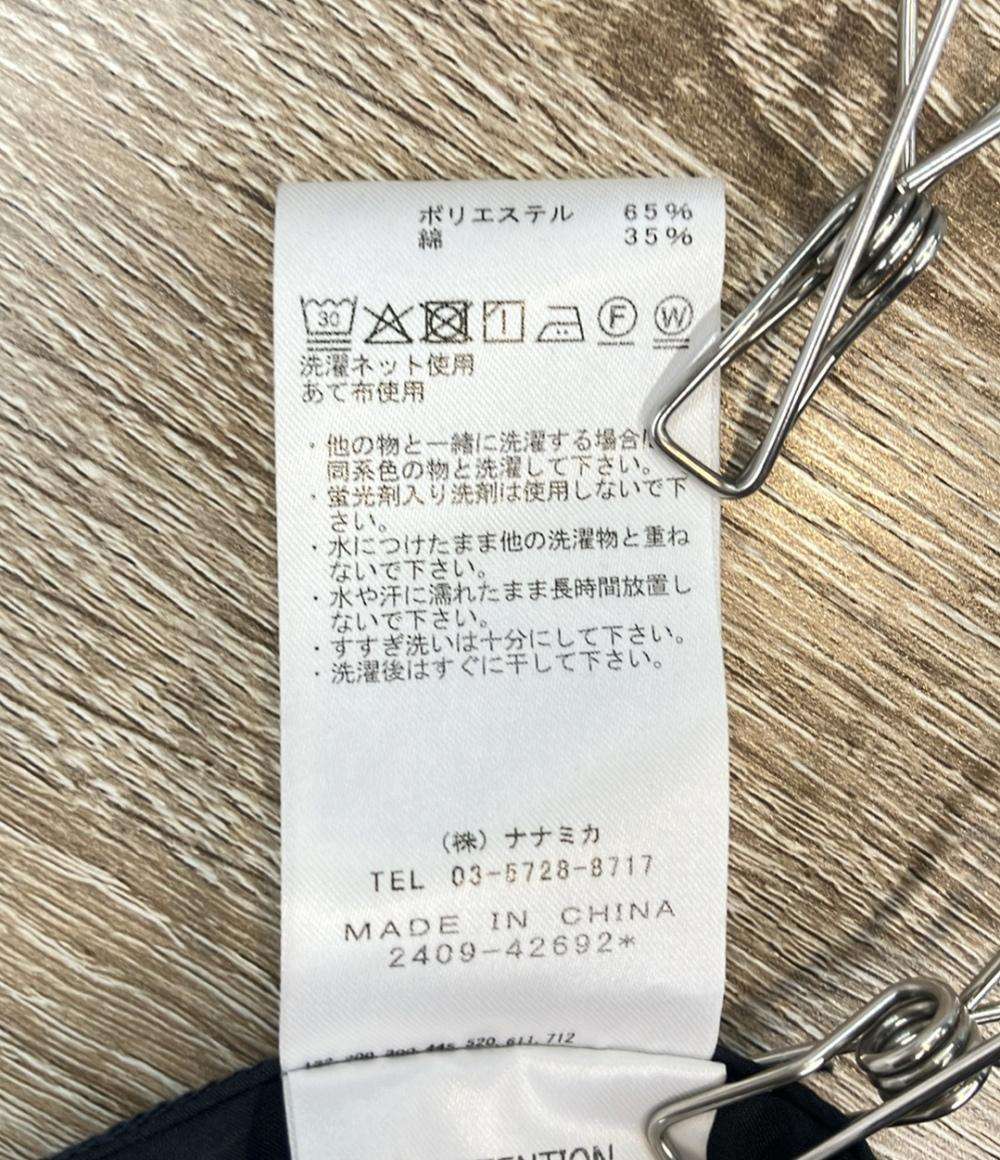 ポリエステル 65%
綿 35%
30 F W
洗濯ネット使用
あて布使用
・他の物と一緒に洗濯する場合は
同系色の物と洗濯して下さい。
・蛍光剤入り洗剤は使用しないで下
さい。
・水につけたまま他の洗濯物と重ね
ないで下さい。
・水や汗に濡れたまま長時間放置し
ないで下さい。
・すすぎ洗いは十分にして下さい。
・洗濯後はすぐに干して下さい。
（株）ナナミカ
TEL 03-5728-8717
MADE IN CHINA
2409-42692*
445, 520, 611, 712